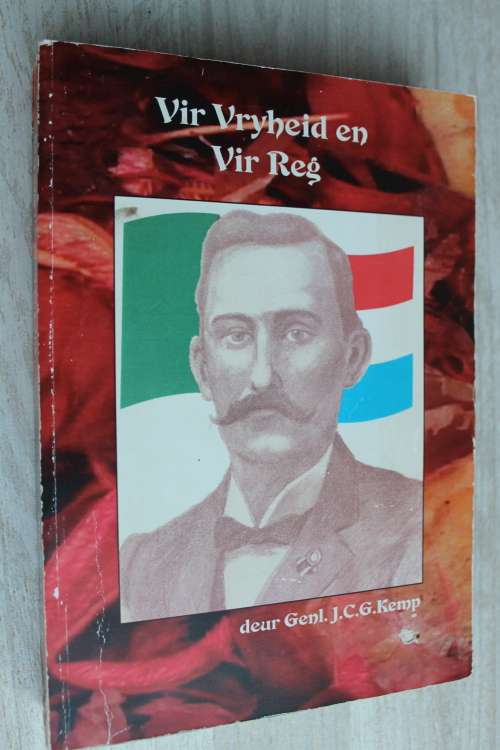 Vir Vryheid en
Vir Reg
deur Genl. J.C.G.Kemp